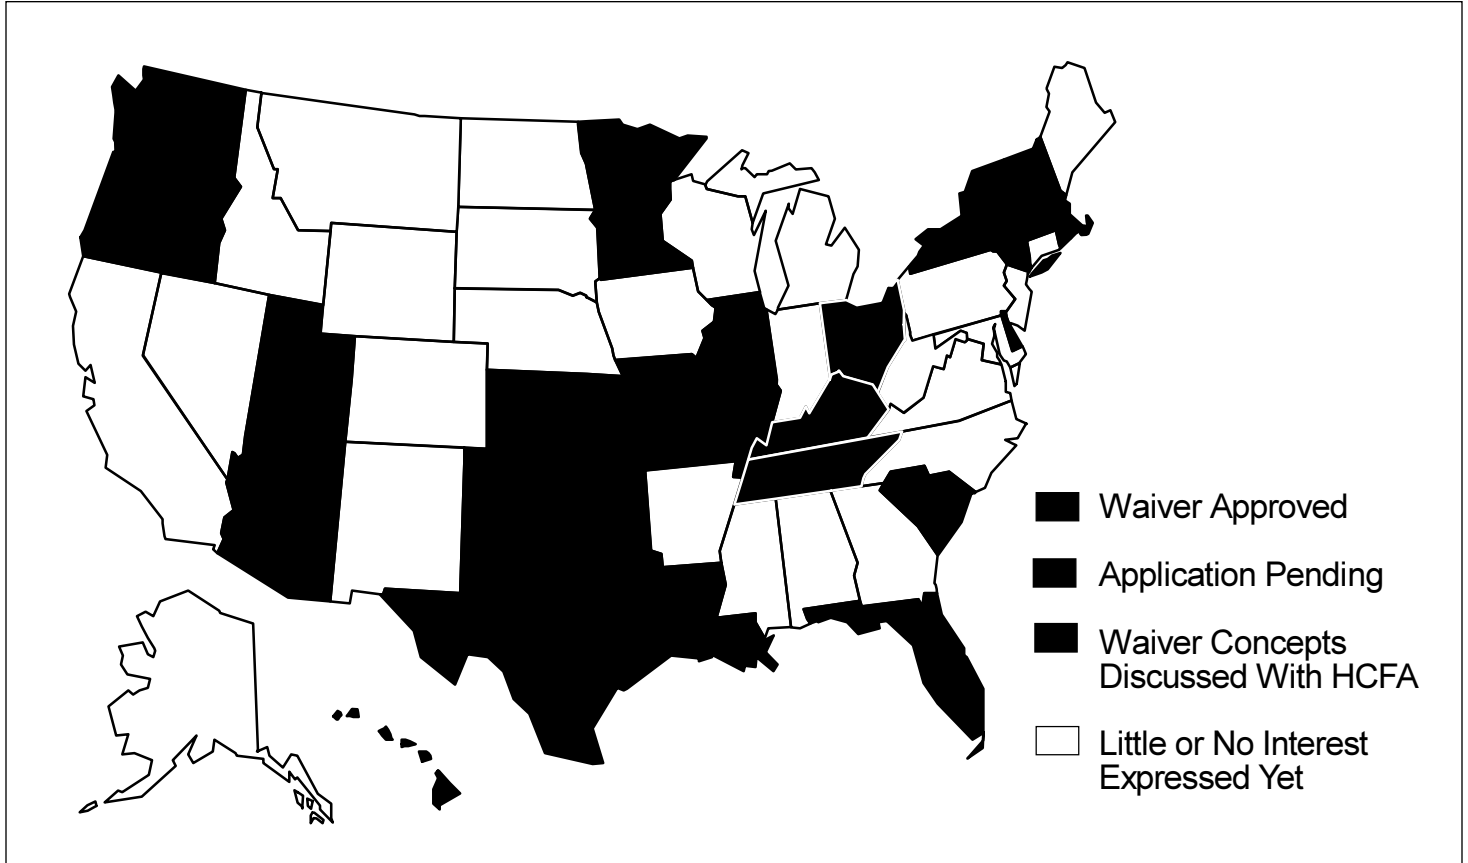 Waiver Approved
Application Pending
Waiver Concepts
Discussed With HCFA
Little or No Interest
Expressed Yet